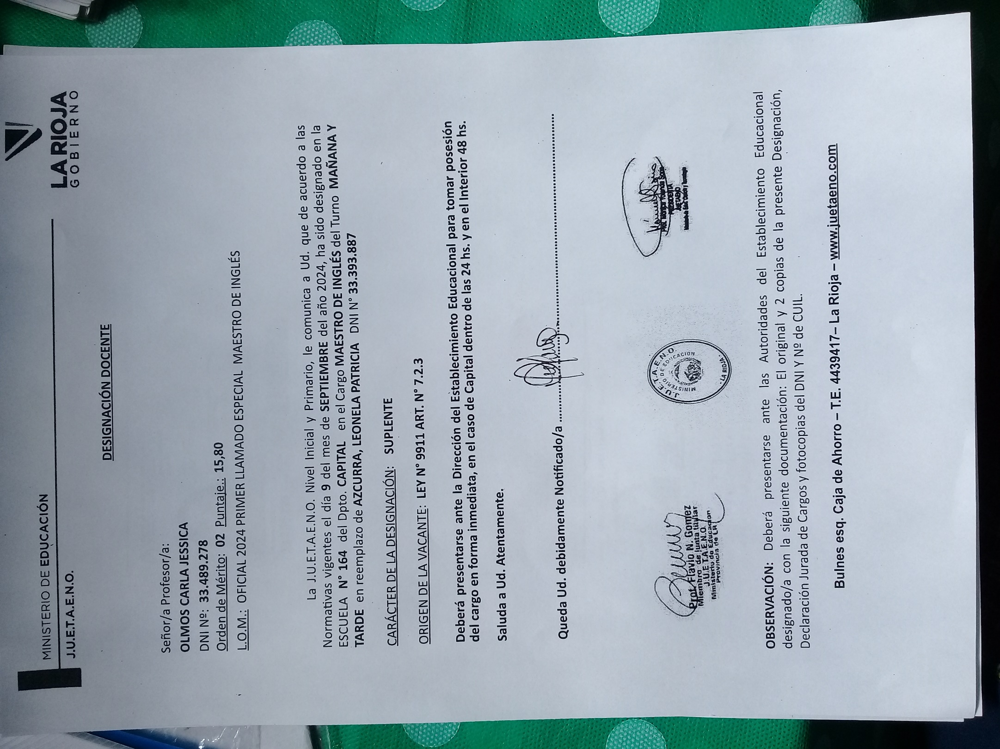 MINISTERIO DE EDUCACIÓN
J.U.E.T.A.E.N.O.
LA RIOJA
GOBIERNO
DESIGNACIÓN DOCENTE
Señor/a Profesor/a:
OLMOS CARLA JESSICA
DNI Nº: 33.489.278
Orden de Mérito: 02 Puntaje.: 15,80
L.O.M.: OFICIAL 2024 PRIMER LLAMADO ESPECIAL MAESTRO DE INGLÉS
La J.U.E.T.A.E.N.O. Nivel Inicial y Primario, le comunica a Ud. que de acuerdo a las
Normativas vigentes el día 9 del mes de SEPTIEMBRE del año 2024, ha sido designado en la
ESCUELA N° 164 del Dpto. CAPITAL en el Cargo MAESTRO DE INGLÉS del Turno MAÑANA Y
TARDE en reemplazo de AZCURRA, LEONELA PATRICIA DNI N° 33.393.887
CARÁCTER DE LA DESIGNACIÓN: SUPLENTE
ORIGEN DE LA VACANTE: LEY N° 9911 ART. N° 7.2.3
Deberá presentarse ante la Dirección del Establecimiento Educacional para tomar posesión
del cargo en forma inmediata, en el caso de Capital dentro de las 24 hs. y en el Interior 48 hs.
Saluda a Ud. Atentamente.
Queda Ud. debidamente Notificado/a
Prof. Flavio N. Gomez
Miembro de Junta titular
J.U.E.T.A.E.N.O.
Ministerio de Educacion
Provincia de L.R.
J.U.E.T.A.E.N.O.
MINISTERIO DE EDUCACION
- LA RIOJA -
PRESIDENTA
JUETAENO
OBSERVACIÓN: Deberá presentarse ante las Autoridades del Establecimiento Educacional
designado/a con la siguiente documentación: El original y 2 copias de la presente Designación,
Declaración Jurada de Cargos y fotocopias del DNI Y Nº de CUIL.
Bulnes esq. Caja de Ahorro – T.E. 4439417– La Rioja – www.juetaeno.com